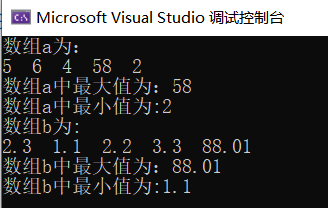 Microsoft Visual Studio 调试控制台
数组a为：
5  6  4  58  2
数组a中最大值为：58
数组a中最小值为:2
数组b为:
2.3  1.1  2.2  3.3  88.01
数组b中最大值为：88.01
数组b中最小值为:1.1